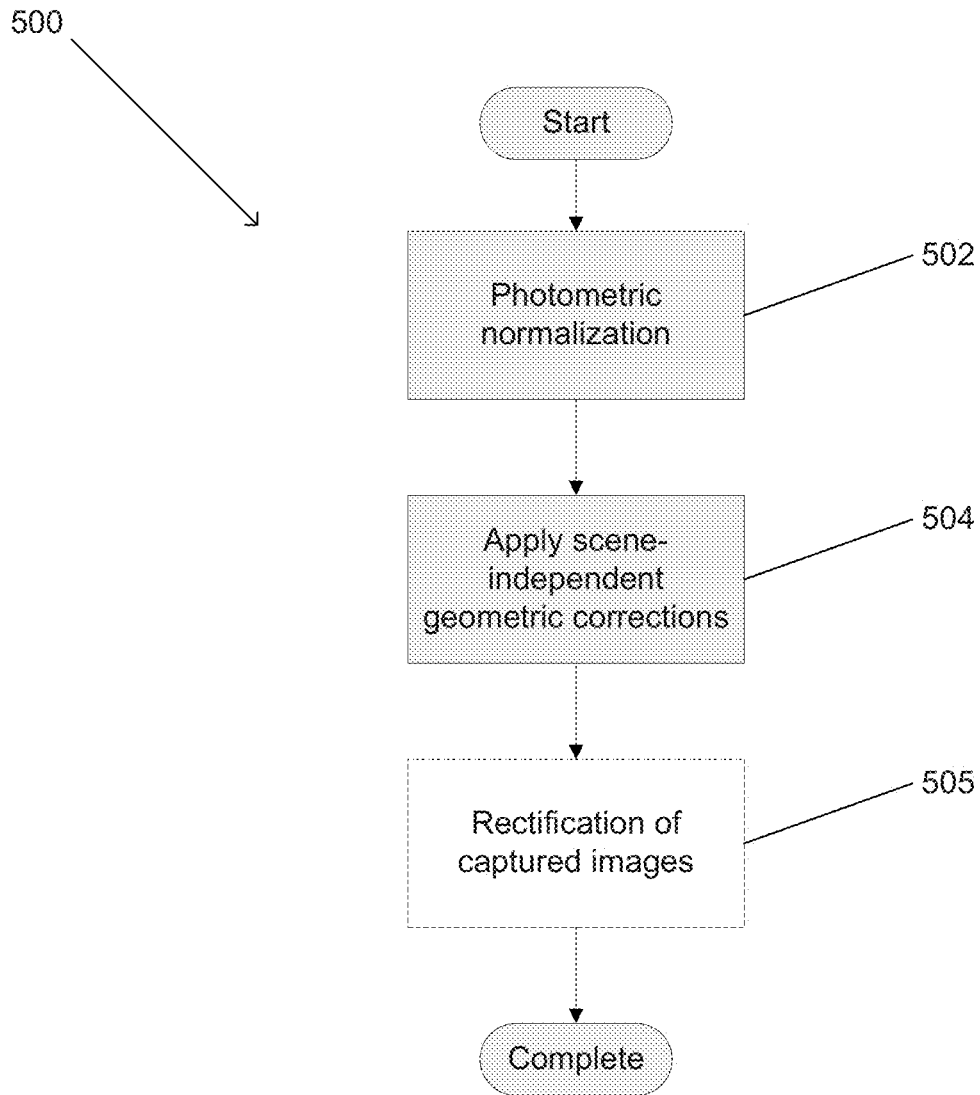 500
Start
502
Photometric
normalization
504
Apply scene-
independent
geometric corrections
505
Rectification of
captured images
Complete